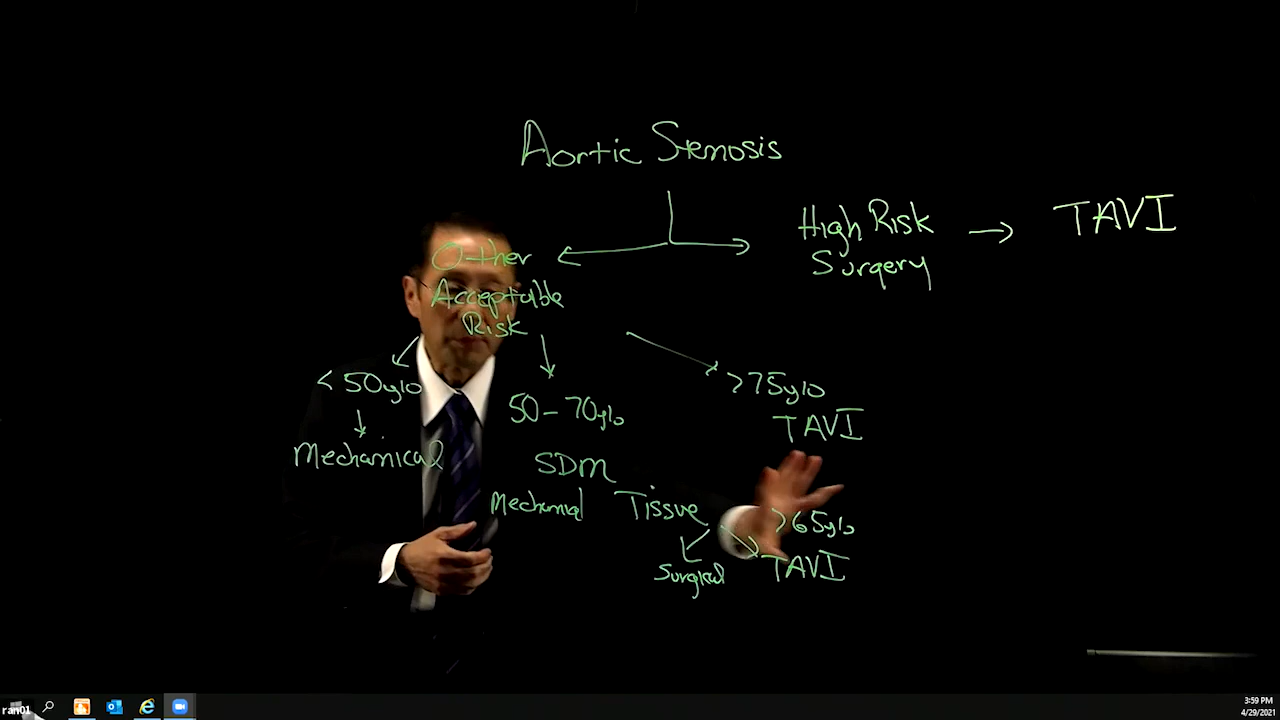 Aortic Stenosis
High Risk Surgery → TAVI
Other
Acceptable
Risk
< 50y/o
Mechanical
50-70y/o
SDM
Mechanical Tissue
Surgical
>75y/o
TAVI
>65y/o
TAVI
ran01
3:59 PM
4/29/2021